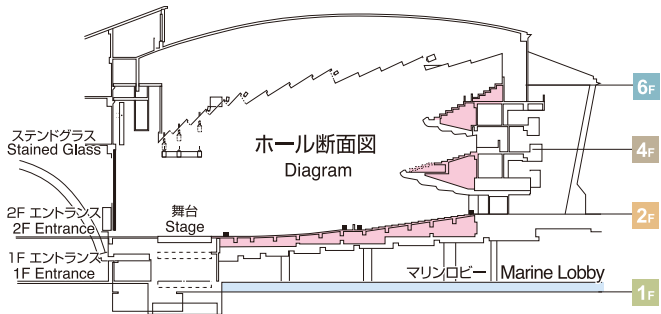 6F
ステンドグラス
Stained Glass
ホール断面図
Diagram
4F
2F エントランス
2F Entrance
舞台
Stage
2F
1F エントランス
1F Entrance
マリンロビー Marine Lobby
1F